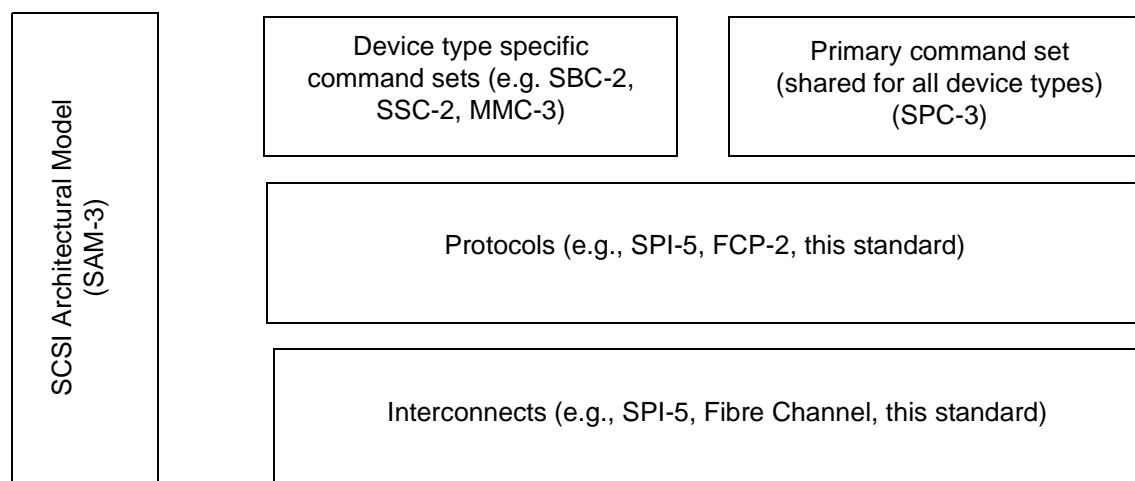 SCSI Architectural Model
(SAM-3)
Device type specific
command sets (e.g. SBC-2,
SSC-2, MMC-3)
Primary command set
(shared for all device types)
(SPC-3)
Protocols (e.g., SPI-5, FCP-2, this standard)
Interconnects (e.g., SPI-5, Fibre Channel, this standard)